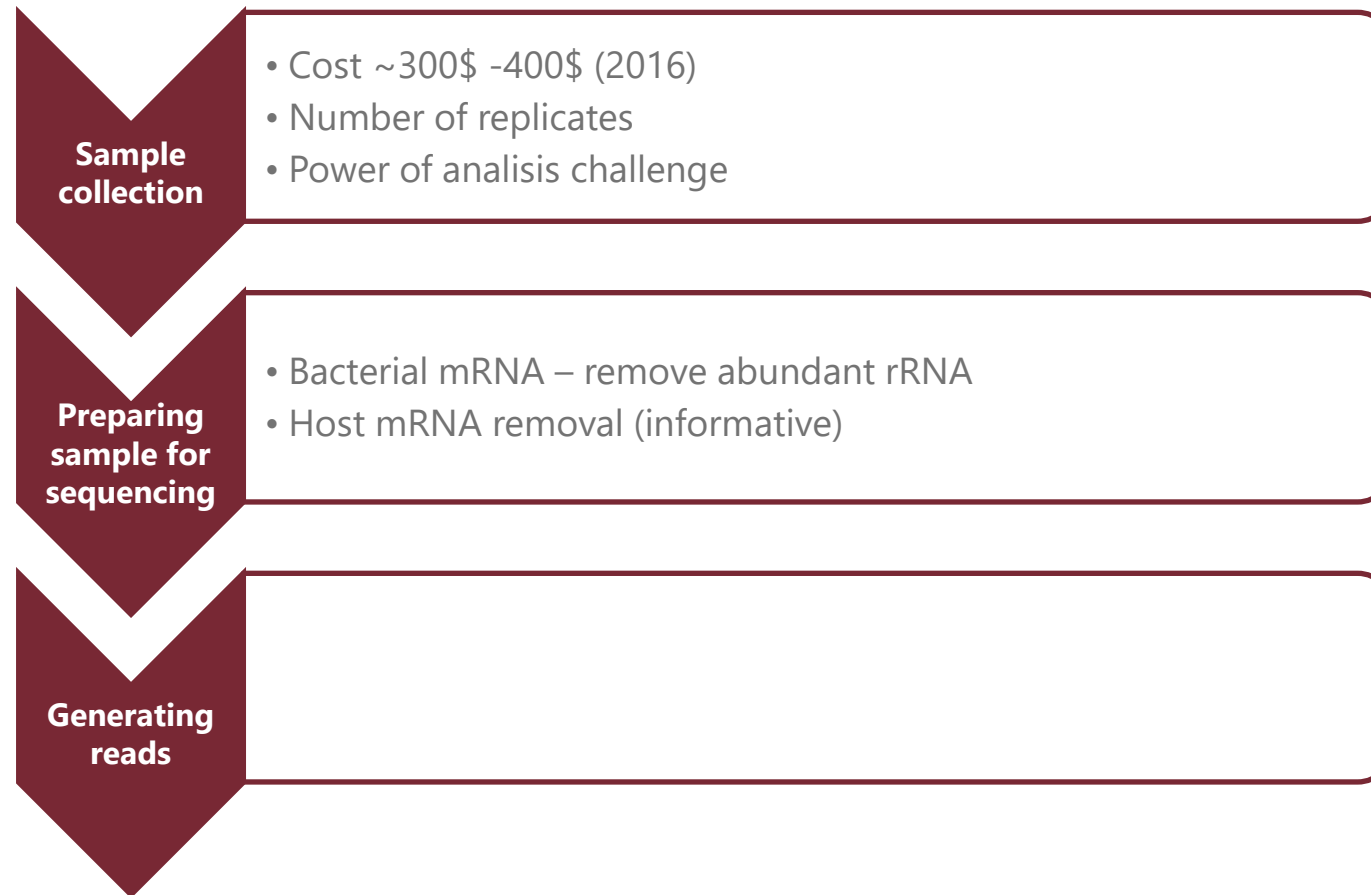 Sample
collection
• Cost ~300$ -400$ (2016)
• Number of replicates
• Power of analisis challenge
Preparing
sample for
sequencing
• Bacterial mRNA – remove abundant rRNA
• Host mRNA removal (informative)
Generating
reads